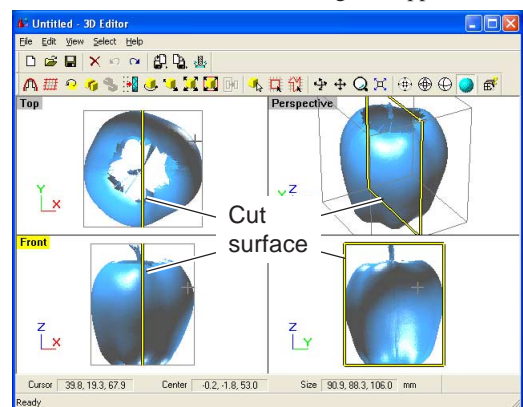 Untitled - 3D Editor
File Edit View Select Help
Top
Perspective
Y
X
Y Z
Cut
surface
Front
Z
X
Z
Y
Cursor 39.8, 19.3, 67.9 Center -0.2, -1.8, 53.0 Size 90.9, 88.3, 106.0 mm
Ready